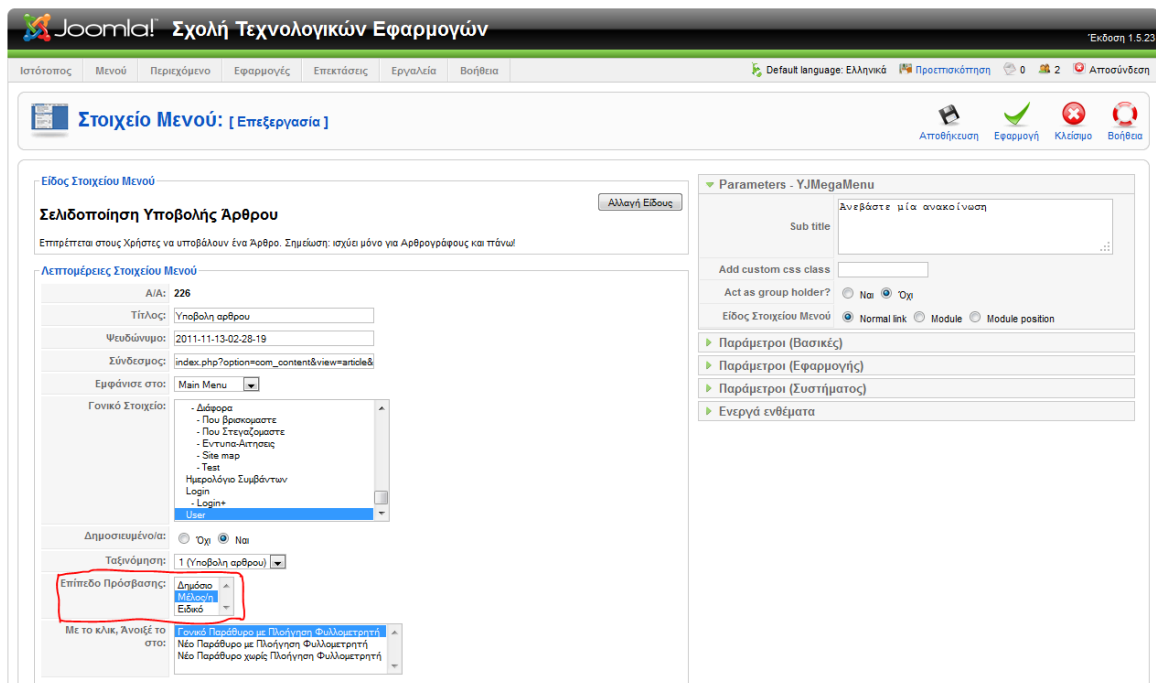 Joomla!™ Σχολή Τεχνολογικών Εφαρμογών
Έκδοση 1.5.23
Ιστότοπος Μενού Περιεχόμενο Εφαρμογές Επεκτάσεις Εργαλεία Βοήθεια Default language: Ελληνικά Προεπισκόπηση 0 2 Αποσύνδεση
Στοιχείο Μενού: [ Επεξεργασία ]
Αποθήκευση Εφαρμογή Κλείσιμο Βοήθεια
Είδος Στοιχείου Μενού
Αλλαγή Είδους
Σελιδοποίηση Υποβολής Άρθρου
Επιτρέπεται στους Χρήστες να υποβάλουν ένα Άρθρο. Σημείωση: ισχύει μόνο για Αρθρογράφους και πάνω!
Λεπτομέρειες Στοιχείου Μενού
Α/Α: 226
Τίτλος: Υποβολη αρθρου
Ψευδώνυμο: 2011-11-13-02-28-19
Σύνδεσμος: index.php?option=com_content&view=article&
Εμφάνισε στο: Main Menu
Γονικό Στοιχείο:
- Διάφορα
- Που βρισκομαστε
- Που Στεγαζομαστε
- Εντυπα-Αιτησεις
- Site map
- Test
Ημερολόγιο Συμβάντων
Login
- Login+
User
Δημοσιευμένο/α: Όχι Ναι
Ταξινόμηση: 1 (Υποβολη αρθρου)
Επίπεδο Πρόσβασης: Δημόσιο
Μέλος/η
Ειδικό
Με το κλικ, Άνοιξέ το στο:
Γονικό Παράθυρο με Πλοήγηση Φυλλομετρητή
Νέο Παράθυρο με Πλοήγηση Φυλλομετρητή
Νέο Παράθυρο χωρίς Πλοήγηση Φυλλομετρητή
Parameters - YJMegaMenu
Sub title Ανεβάστε μία ανακοίνωση
Add custom css class
Act as group holder? Ναι Όχι
Είδος Στοιχείου Μενού Normal link Module Module position
Παράμετροι (Βασικές)
Παράμετροι (Εφαρμογής)
Παράμετροι (Συστήματος)
Ενεργά ενθέματα